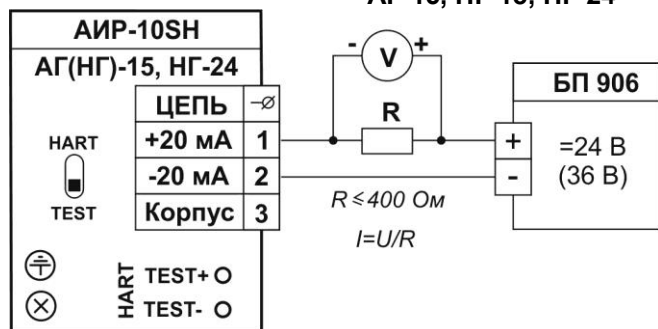 АИР-10SH
АГ(НГ)-15, НГ-24
ЦЕПЬ
+20 мА 1
-20 мА 2
Корпус 3
HART
TEST
HART
TEST+
TEST-
- V +
R
R≤400 Ом
I=U/R
БП 906
+
-
=24 В
(36 В)